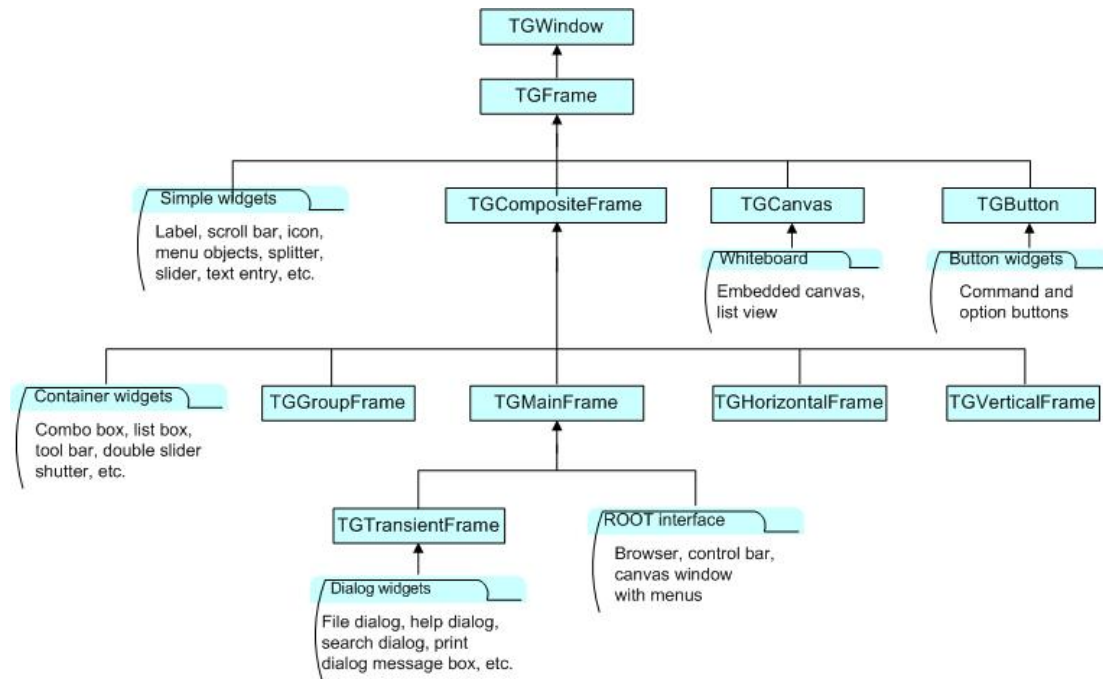 TGWindow
TGFrame
Simple widgets
Label, scroll bar, icon,
menu objects, splitter,
slider, text entry, etc.
TGCompositeFrame
TGCanvas
TGButton
Whiteboard
Embedded canvas,
list view
Button widgets
Command and
option buttons
Container widgets
Combo box, list box,
tool bar, double slider
shutter, etc.
TGGroupFrame
TGMainFrame
TGHorizontalFrame
TGVerticalFrame
TGTransientFrame
ROOT interface
Browser, control bar,
canvas window
with menus
Dialog widgets
File dialog, help dialog,
search dialog, print
dialog message box, etc.